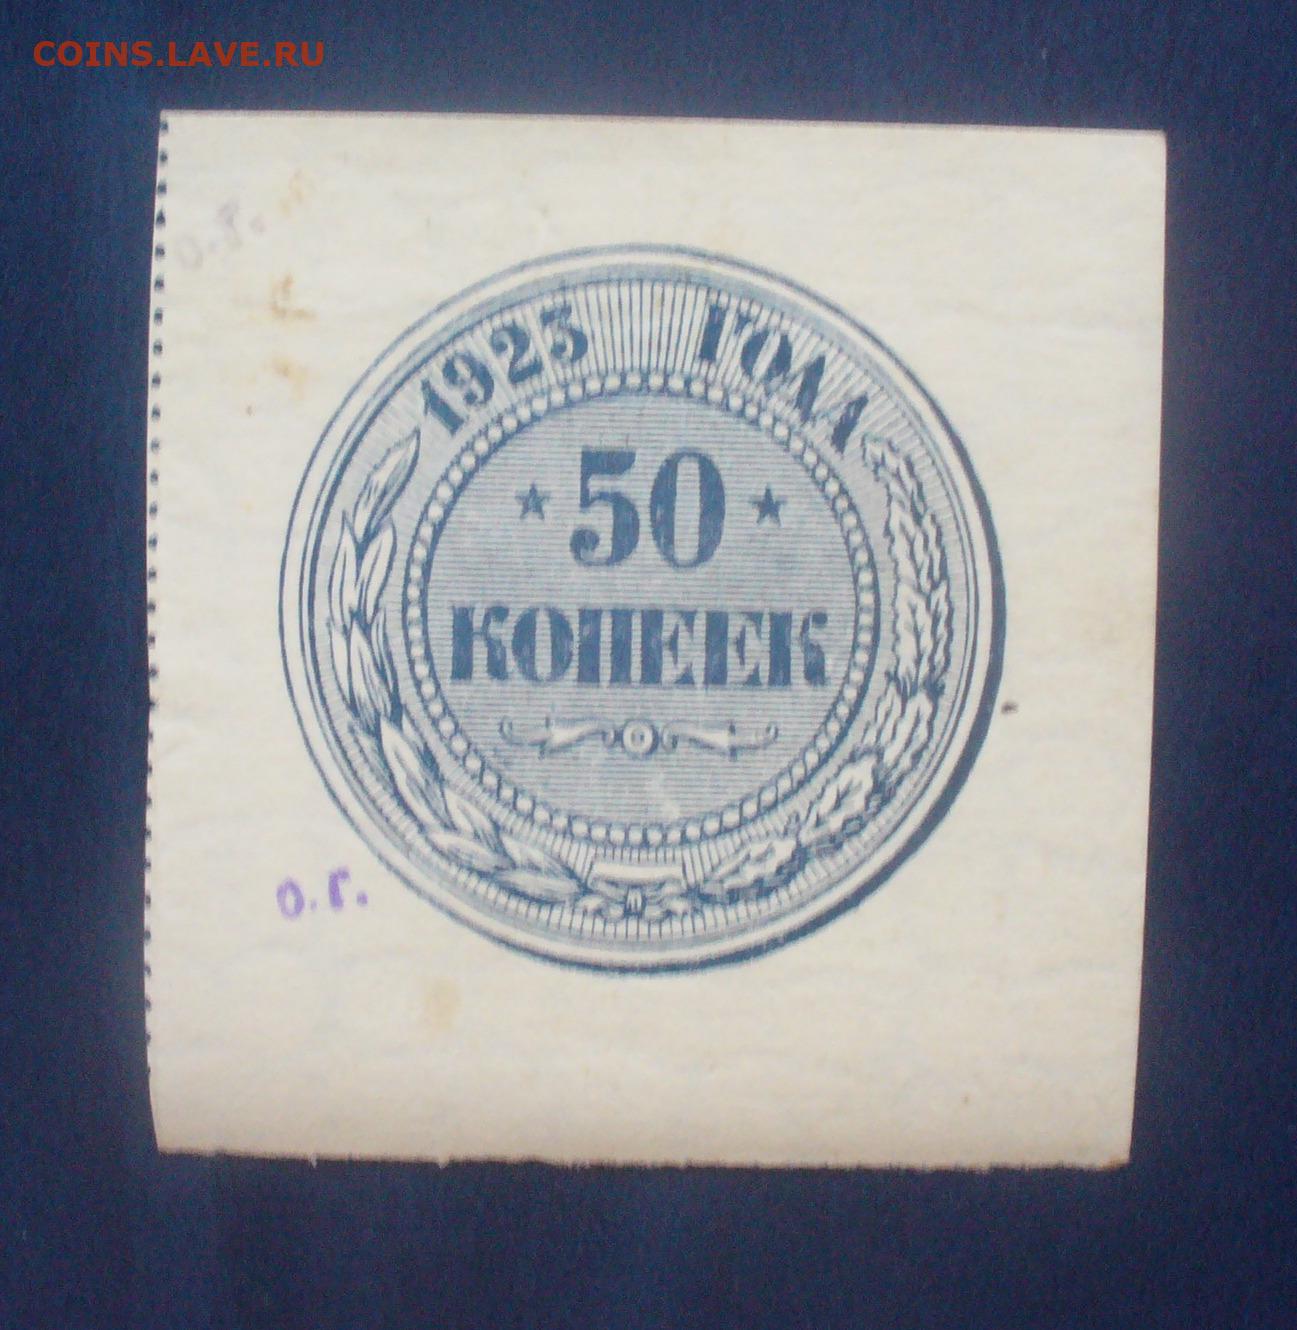 COINS.LAVE.RU
о.г.
1923 ГОДА
50
КОПЕЕК
о.г.